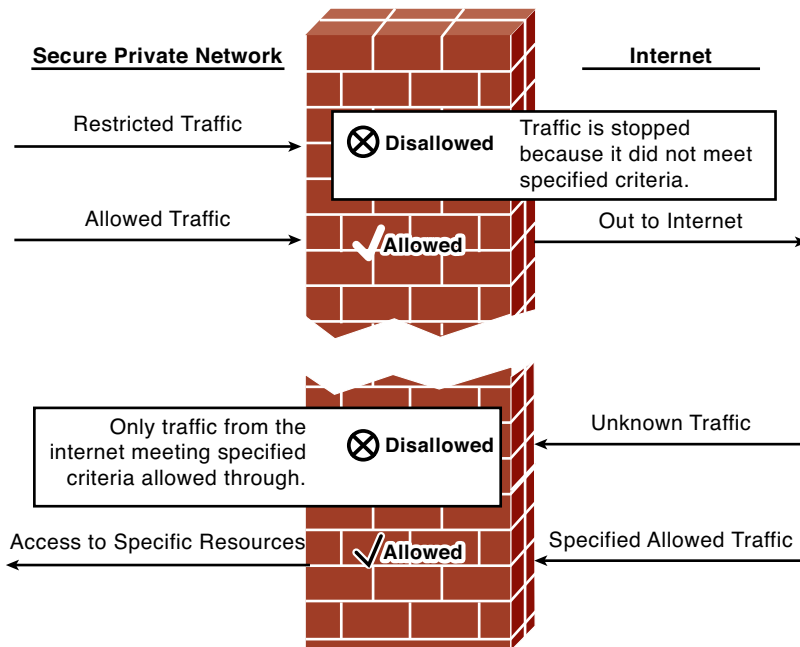 Secure Private Network
Internet
Restricted Traffic
Disallowed
Traffic is stopped
because it did not meet
specified criteria.
Allowed Traffic
Allowed
Out to Internet
Only traffic from the
internet meeting specified
criteria allowed through.
Disallowed
Unknown Traffic
Access to Specific Resources
Allowed
Specified Allowed Traffic